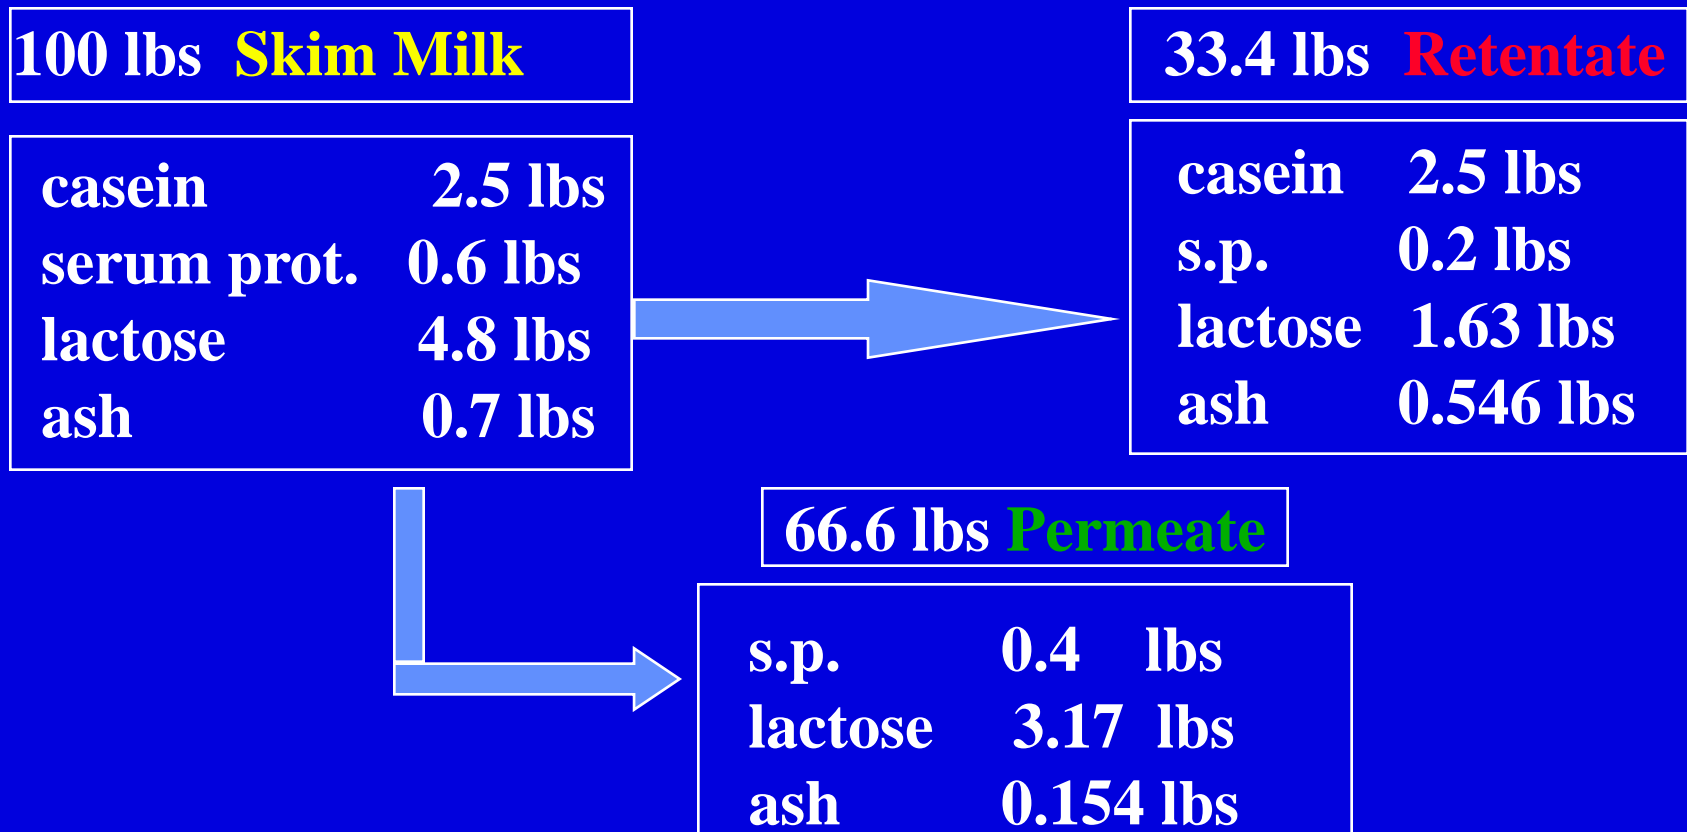 100 lbs Skim Milk
casein 2.5 lbs
serum prot. 0.6 lbs
lactose 4.8 lbs
ash 0.7 lbs
33.4 lbs Retentate
casein 2.5 lbs
s.p. 0.2 lbs
lactose 1.63 lbs
ash 0.546 lbs
66.6 lbs Permeate
s.p. 0.4 lbs
lactose 3.17 lbs
ash 0.154 lbs